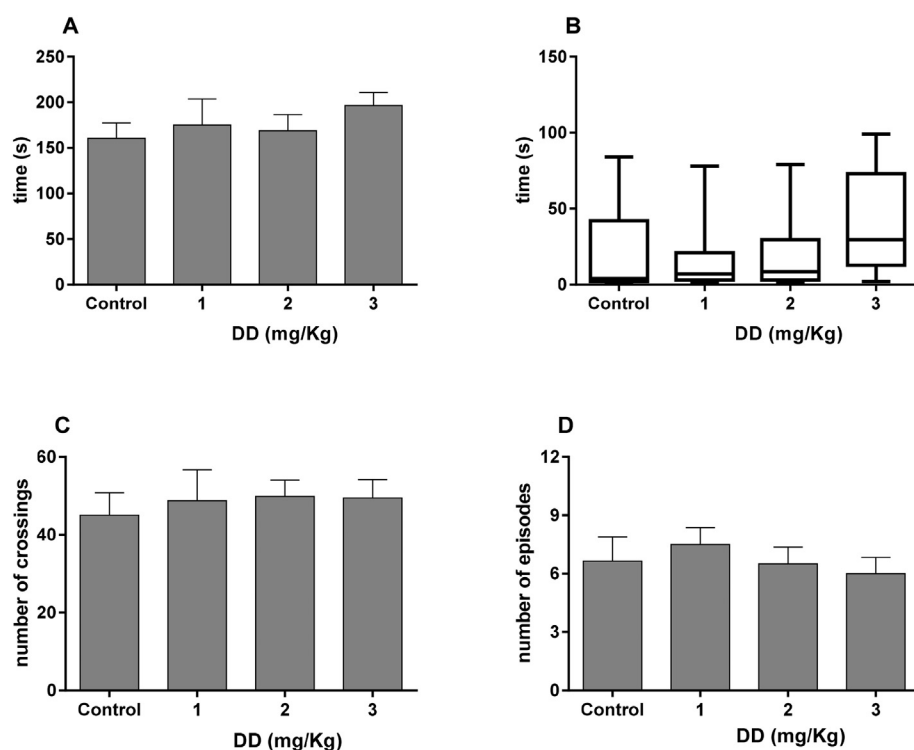 A
time (s)
250
200
150
100
50
0
Control 1 2 3
DD (mg/Kg)
B
time (s)
150
100
50
0
Control 1 2 3
DD (mg/Kg)
C
number of crossings
60
40
20
0
Control 1 2 3
DD (mg/Kg)
D
number of episodes
12
9
6
3
0
Control 1 2 3
DD (mg/Kg)